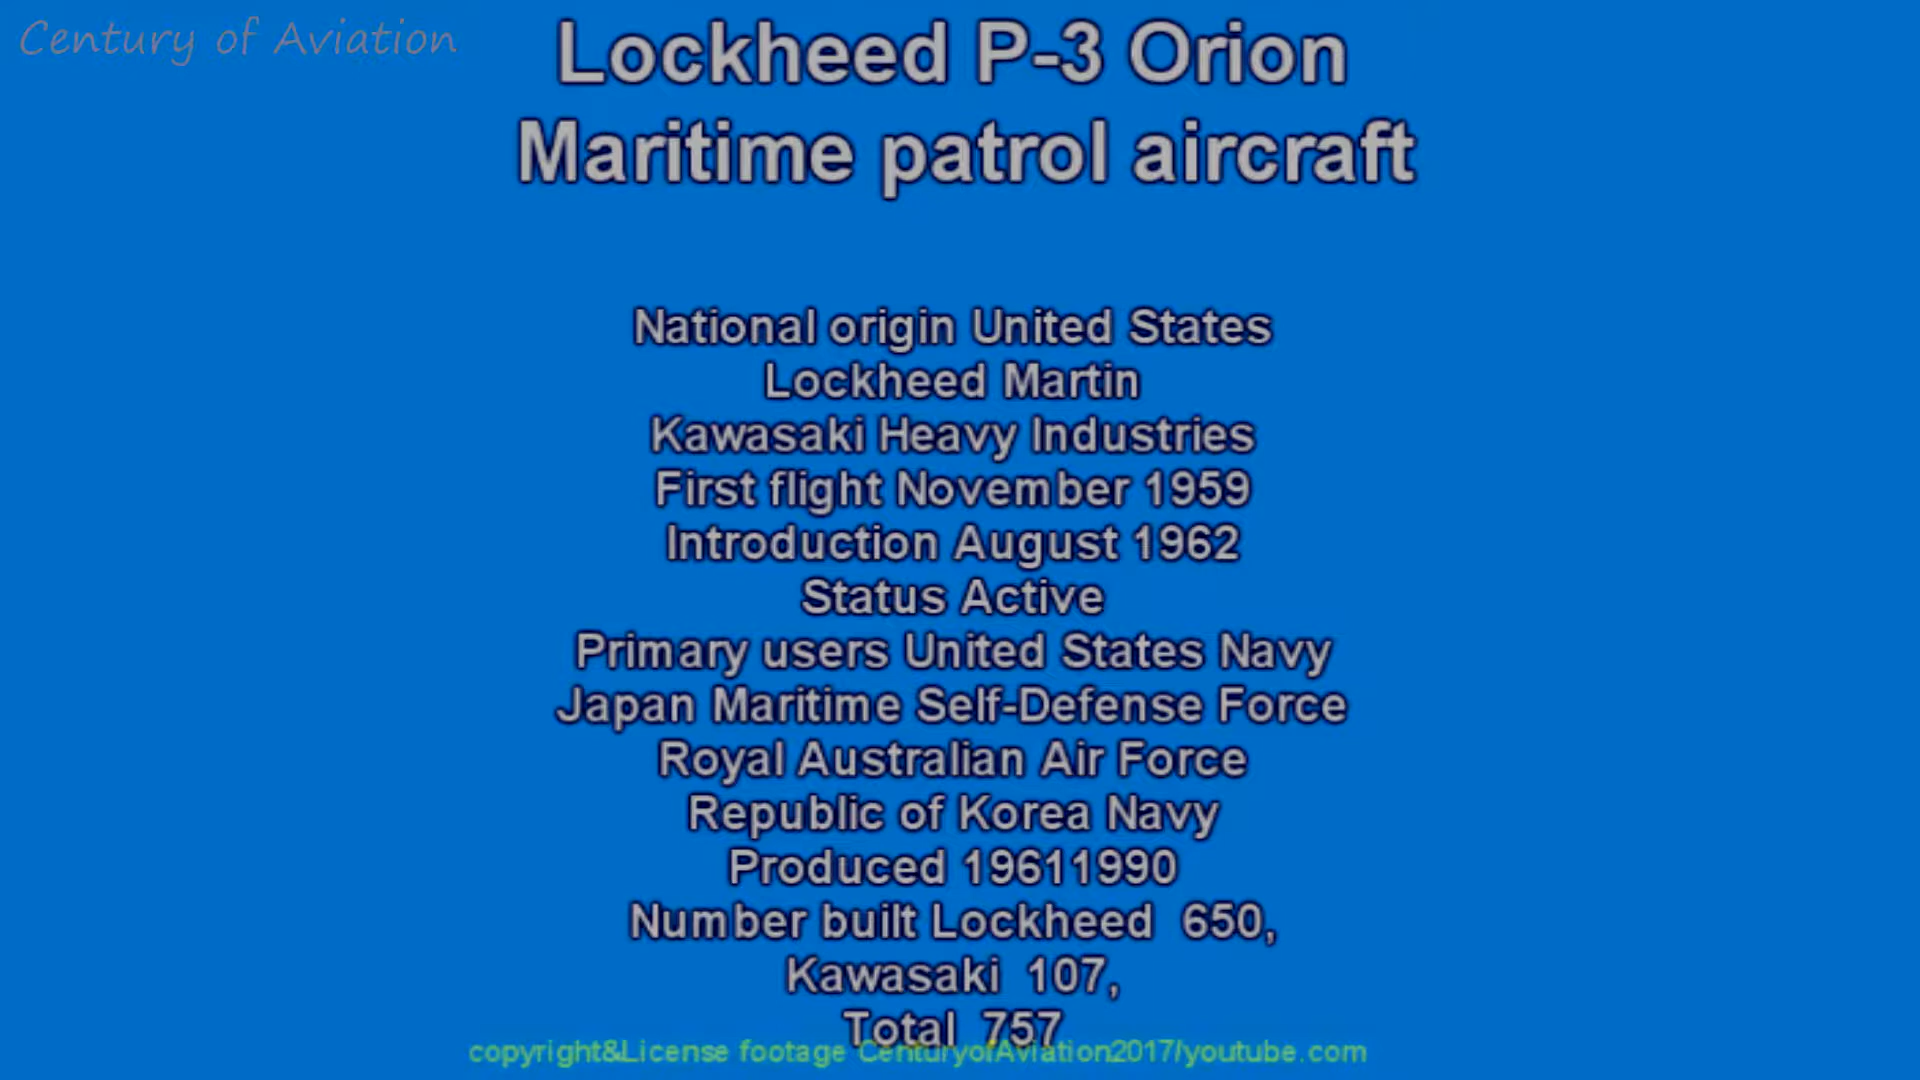 Century of Aviation
Lockheed P-3 Orion
Maritime patrol aircraft
National origin United States
Lockheed Martin
Kawasaki Heavy Industries
First flight November 1959
Introduction August 1962
Status Active
Primary users United States Navy
Japan Maritime Self-Defense Force
Royal Australian Air Force
Republic of Korea Navy
Produced 19611990
Number built Lockheed  650,
Kawasaki  107,
Total  757
copyright&License footage CenturyofAviation2017/youtube.com